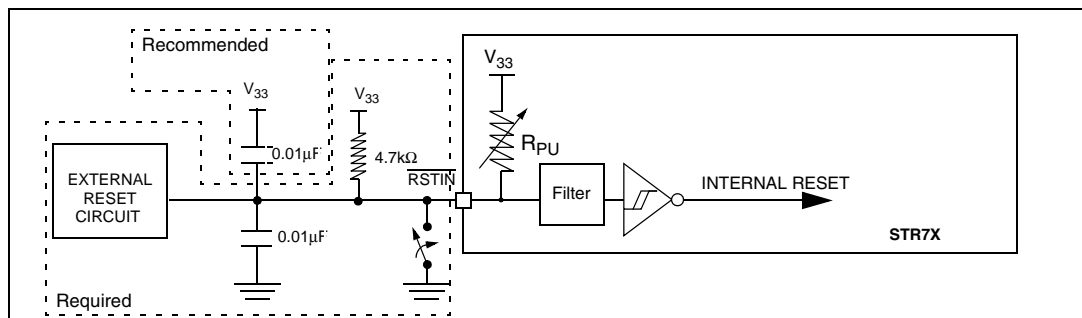 Recommended
V33
V33
V33
0.01μF
4.7kΩ
RPU
EXTERNAL
RESET
CIRCUIT
RSTIN
Filter
INTERNAL RESET
0.01μF
STR7X
Required